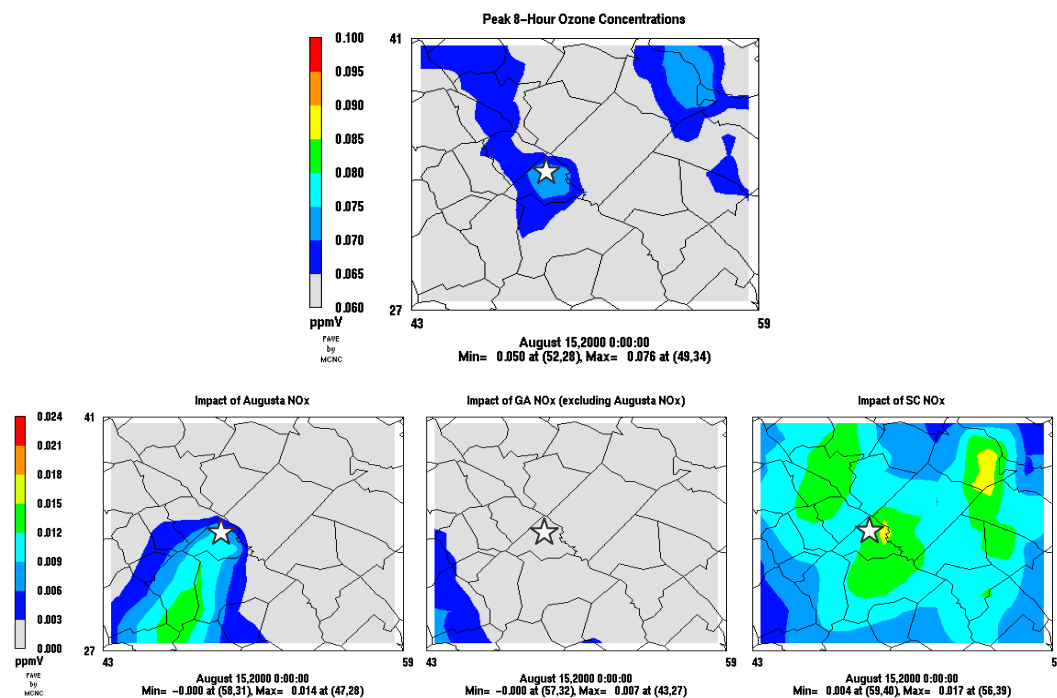 Peak 8-Hour Ozone Concentrations
0.100
0.095
0.090
0.085
0.080
0.075
0.070
0.065
0.060
ppmV
PAVE
by
MCNC
41
27
43
59
August 15,2000 0:00:00
Min= 0.050 at (52,28), Max= 0.076 at (49,34)
0.024
0.021
0.018
0.015
0.012
0.009
0.006
0.003
0.000
ppmV
PAVE
by
MCNC
Impact of Augusta NOx
41
27
43
59
August 15,2000 0:00:00
Min= -0.000 at (58,31), Max= 0.014 at (47,28)
Impact of GA NOx (excluding Augusta NOx)
41
27
43
59
August 15,2000 0:00:00
Min= -0.000 at (57,32), Max= 0.007 at (43,27)
Impact of SC NOx
41
27
43
5
August 15,2000 0:00:00
Min= 0.004 at (59,40), Max= 0.017 at (56,39)